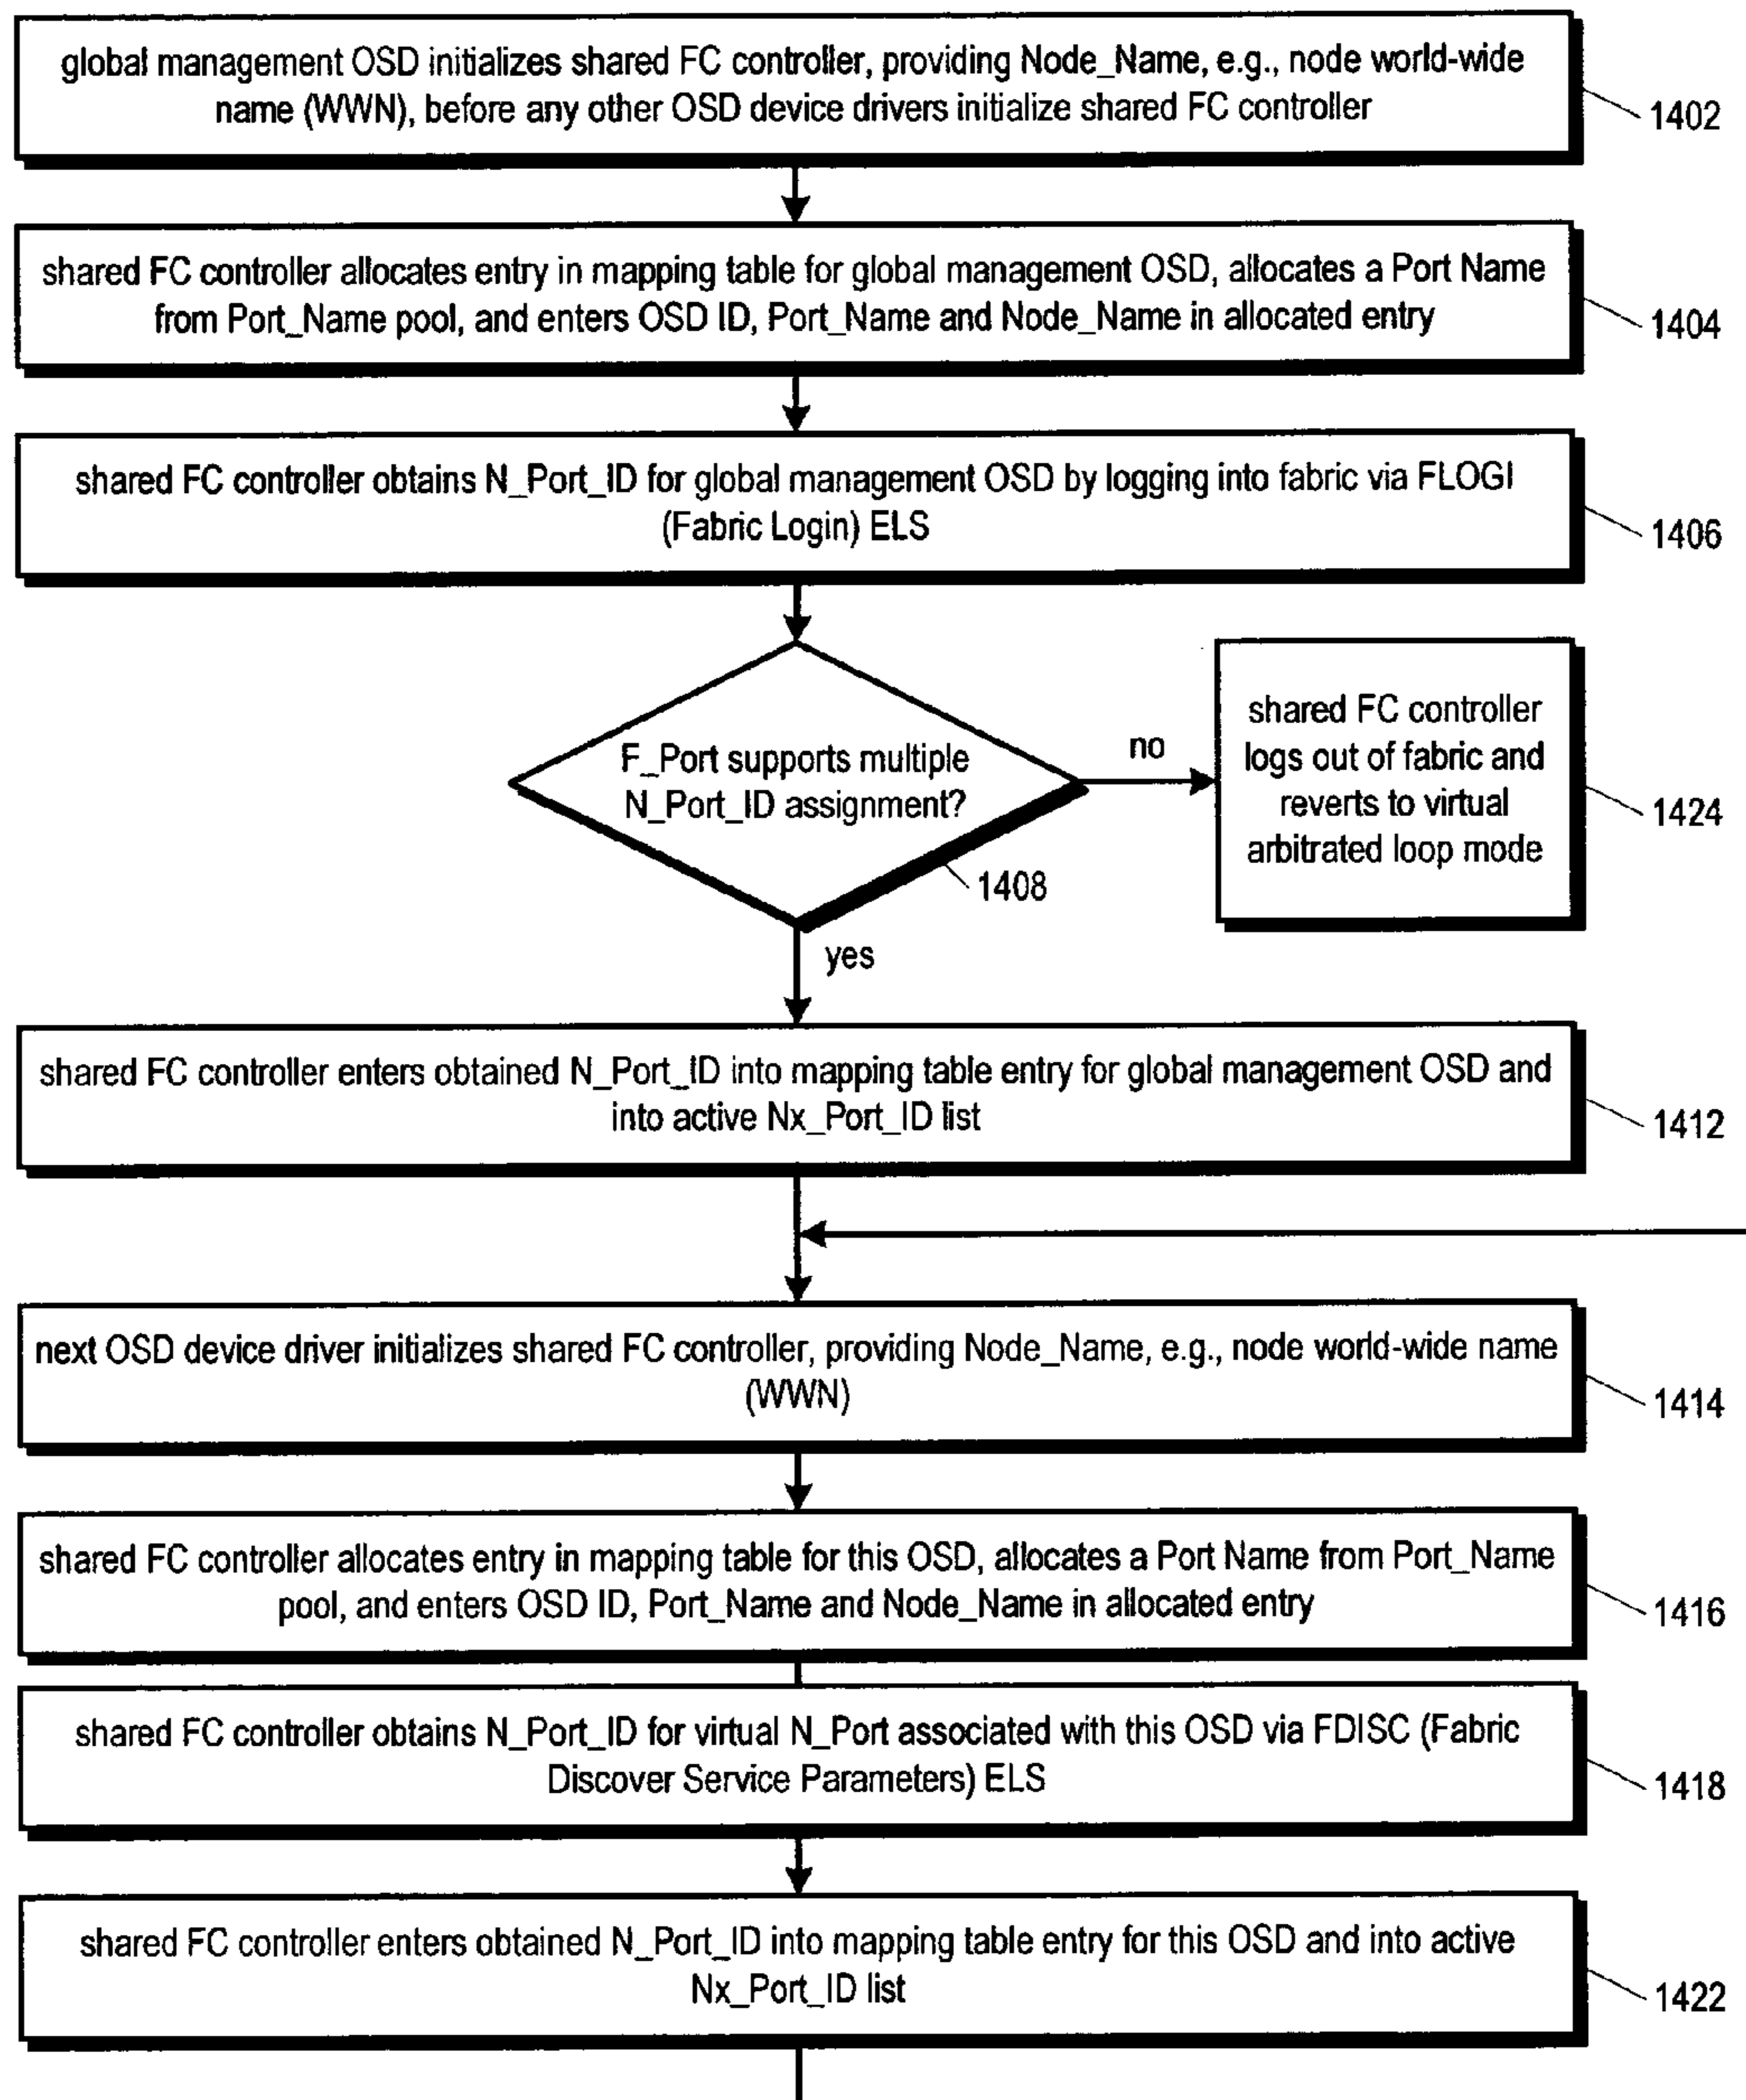 global management OSD initializes shared FC controller, providing Node_Name, e.g., node world-wide
name (WWN), before any other OSD device drivers initialize shared FC controller
1402
shared FC controller allocates entry in mapping table for global management OSD, allocates a Port Name
from Port_Name pool, and enters OSD ID, Port_Name and Node_Name in allocated entry
1404
shared FC controller obtains N_Port_ID for global management OSD by logging into fabric via FLOGI
(Fabric Login) ELS
1406
F_Port supports multiple
N_Port_ID assignment?
1408
no
shared FC controller
logs out of fabric and
reverts to virtual
arbitrated loop mode
1424
yes
shared FC controller enters obtained N_Port_ID into mapping table entry for global management OSD and
into active Nx_Port_ID list
1412
next OSD device driver initializes shared FC controller, providing Node_Name, e.g., node world-wide name
(WWN)
1414
shared FC controller allocates entry in mapping table for this OSD, allocates a Port Name from Port_Name
pool, and enters OSD ID, Port_Name and Node_Name in allocated entry
1416
shared FC controller obtains N_Port_ID for virtual N_Port associated with this OSD via FDISC (Fabric
Discover Service Parameters) ELS
1418
shared FC controller enters obtained N_Port_ID into mapping table entry for this OSD and into active
Nx_Port_ID list
1422